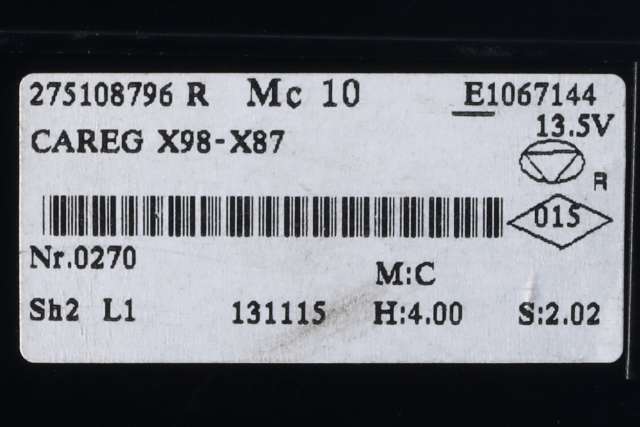 275108796 R Mc 10 E1067144
13.5V
CAREG X98-X87
R
015
Nr.0270
M:C
Sh2 L1 131115 H:4.00 S:2.02